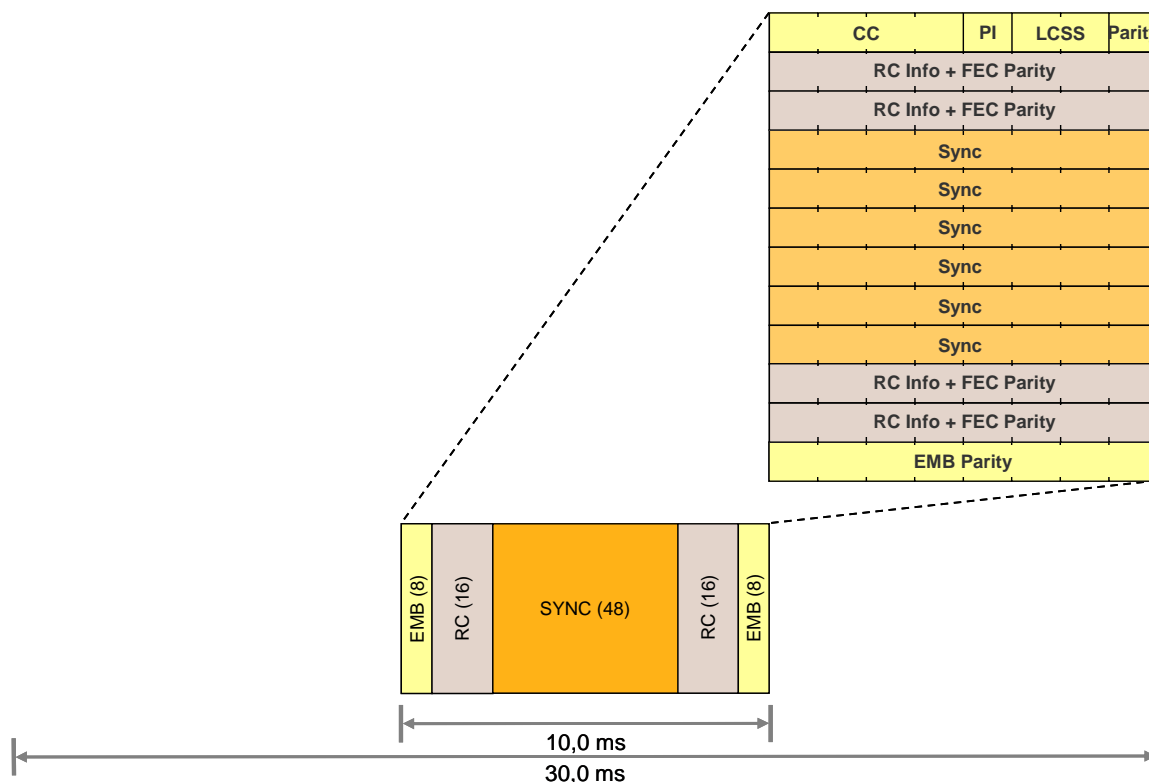 CC PI LCSS Parit
RC Info + FEC Parity
RC Info + FEC Parity
Sync
Sync
Sync
Sync
Sync
Sync
RC Info + FEC Parity
RC Info + FEC Parity
EMB Parity
EMB (8) RC (16) SYNC (48) RC (16) EMB (8)
10,0 ms
30,0 ms